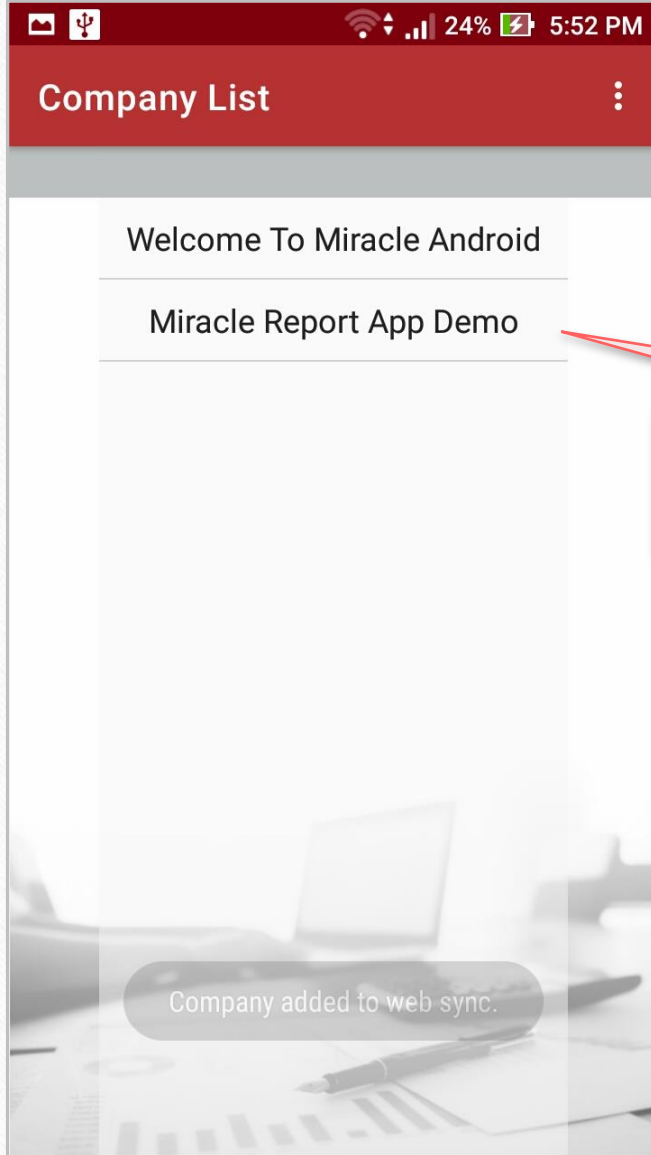 24% 5:52 PM
Company List
Welcome To Miracle Android
Miracle Report App Demo
Company added to web sync.